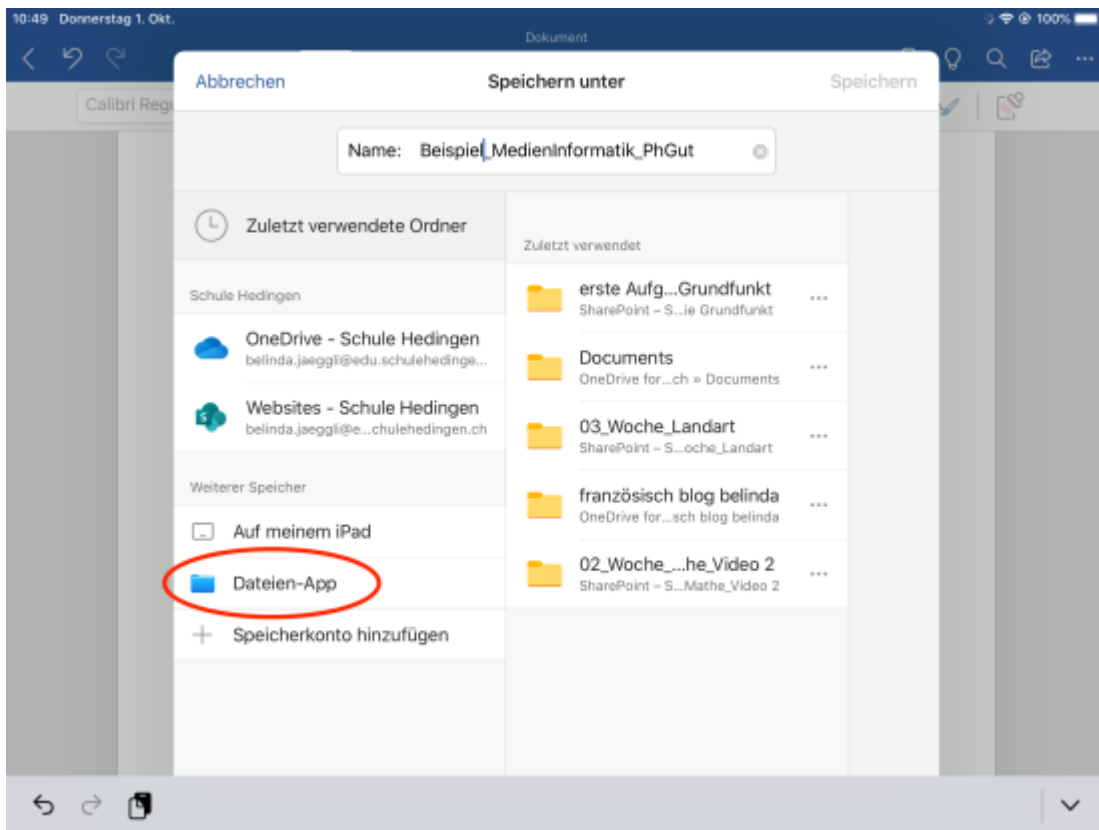 10:49 Donnerstag 1. Okt.
100%
Dokument
Abbrechen
Speichern unter
Speichern
Calibri Regu
Name: Beispiel_MedienInformatik_PhGut
Zuletzt verwendete Ordner
Schule Hedingen
OneDrive - Schule Hedingen
belinda.jaeggli@edu.schulehedinge...
Websites - Schule Hedingen
belinda.jaeggli@e...chulehedingen.ch
Weiterer Speicher
Auf meinem iPad
Dateien-App
Speicherkonto hinzufügen
Zuletzt verwendet
erste Aufg...Grundfunkt
SharePoint – S...ie Grundfunkt
Documents
OneDrive for...ch » Documents
03_Woche_Landart
SharePoint – S...oche_Landart
französisch blog belinda
OneDrive for...sch blog belinda
02_Woche_...he_Video 2
SharePoint – S...Mathe_Video 2